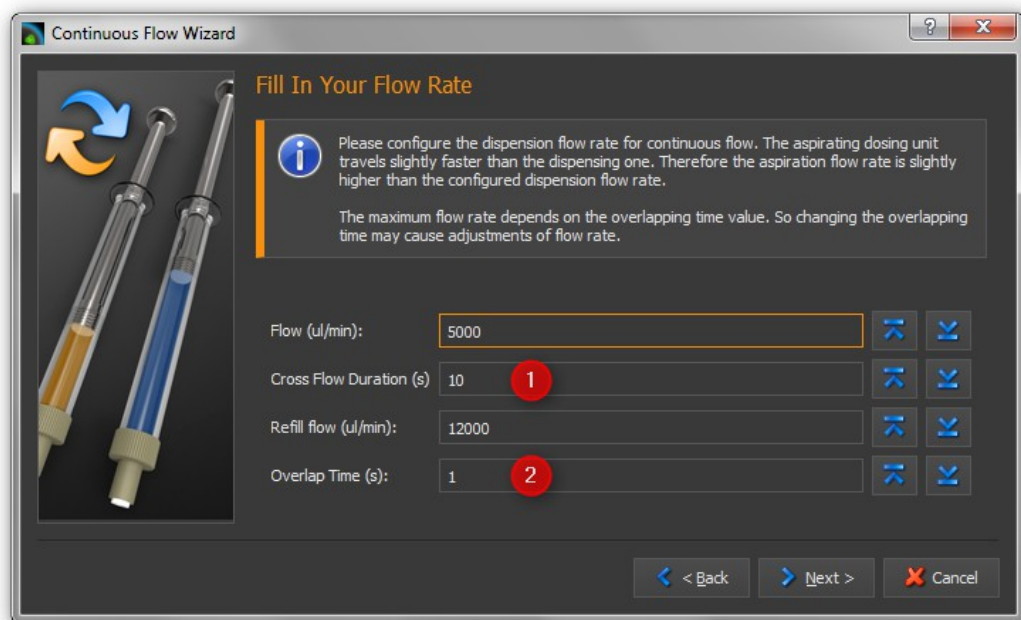 Continuous Flow Wizard
?
Fill In Your Flow Rate
i
Please configure the dispension flow rate for continuous flow. The aspirating dosing unit
travels slightly faster than the dispensing one. Therefore the aspiration flow rate is slightly
higher than the configured dispension flow rate.
The maximum flow rate depends on the overlapping time value. So changing the overlapping
time may cause adjustments of flow rate.
Flow (ul/min): 5000
Cross Flow Duration (s) 10 1
Refill flow (ul/min): 12000
Overlap Time (s): 1 2
< Back Next > Cancel